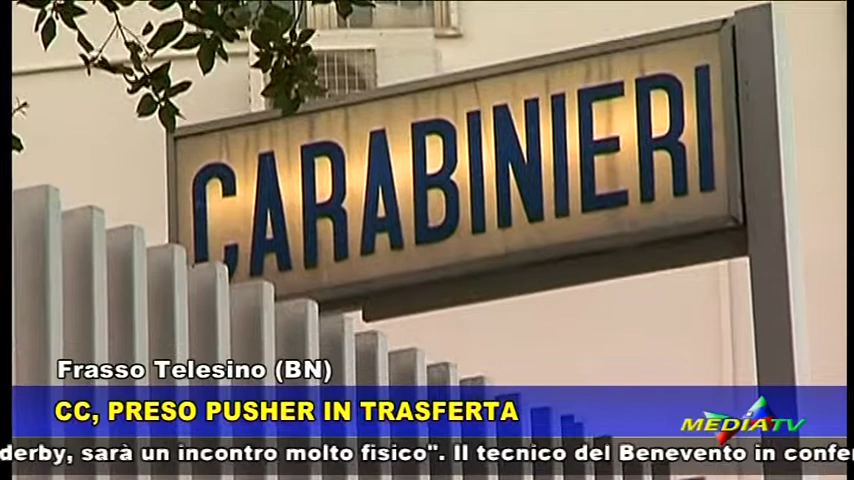 CARABINIERI
Frasso Telesino (BN)
CC, PRESO PUSHER IN TRASFERTA
MEDIATV
derby, sarà un incontro molto fisico". Il tecnico del Benevento in confe